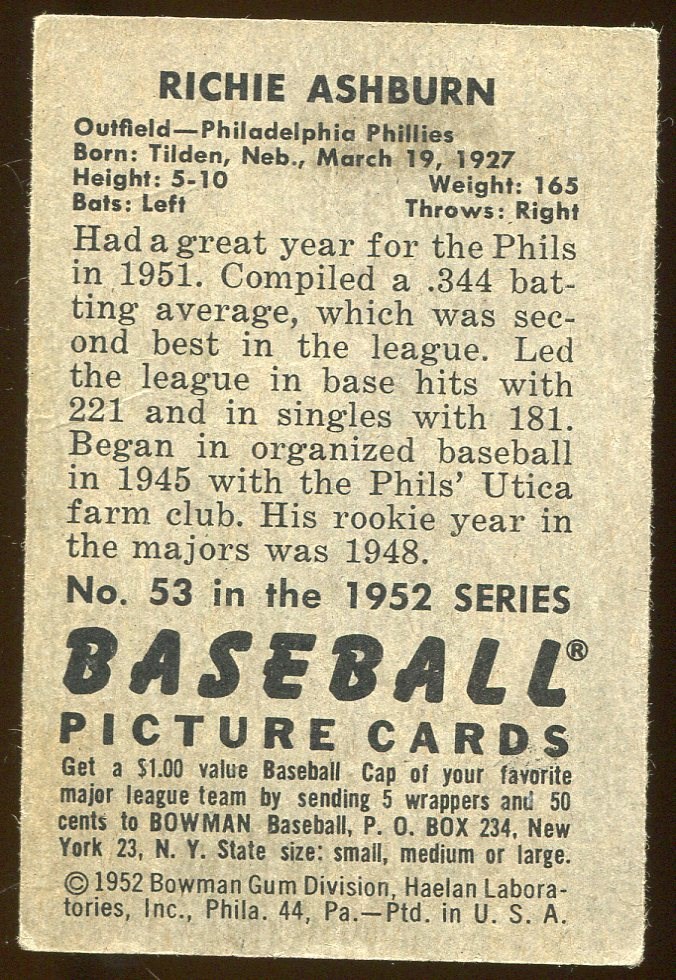 RICHIE ASHBURN
Outfield—Philadelphia Phillies
Born: Tilden, Neb., March 19, 1927
Height: 5-10 Weight: 165
Bats: Left Throws: Right
Had a great year for the Phils
in 1951. Compiled a .344 bat-
ting average, which was sec-
ond best in the league. Led
the league in base hits with
221 and in singles with 181.
Began in organized baseball
in 1945 with the Phils' Utica
farm club. His rookie year in
the majors was 1948.
No. 53 in the 1952 SERIES
BASEBALL®
PICTURE CARDS
Get a $1.00 value Baseball Cap of your favorite
major league team by sending 5 wrappers and 50
cents to BOWMAN Baseball, P. O. BOX 234, New
York 23, N. Y. State size: small, medium or large.
© 1952 Bowman Gum Division, Haelan Labora-
tories, Inc., Phila. 44, Pa.—Ptd. in U. S. A.